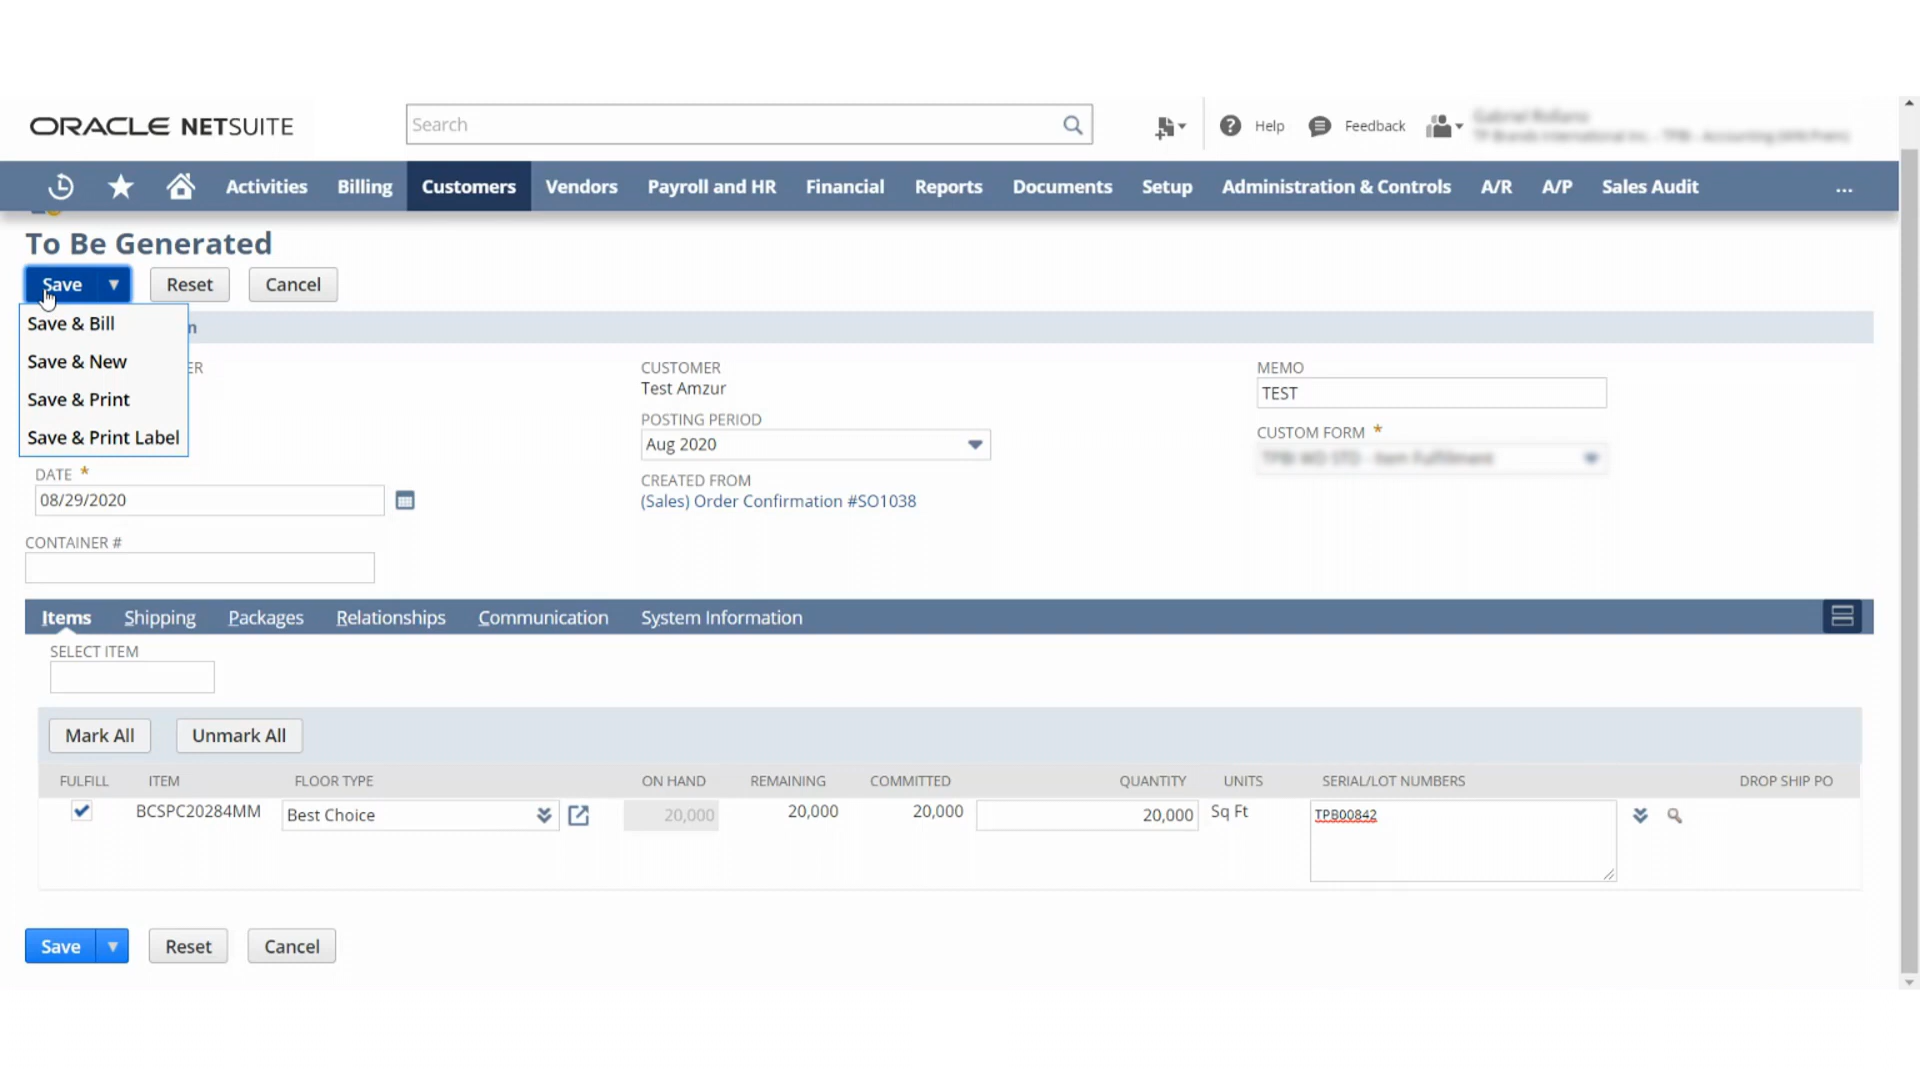 ORACLE NETSUITE
Search
Help
Feedback
Activities Billing Customers Vendors Payroll and HR Financial Reports Documents Setup Administration & Controls A/R A/P Sales Audit ...
To Be Generated
Save Reset Cancel
Save & Bill
Save & New
Save & Print
Save & Print Label
DATE *
08/29/2020
CONTAINER #
CUSTOMER
Test Amzur
POSTING PERIOD
Aug 2020
CREATED FROM
(Sales) Order Confirmation #SO1038
MEMO
TEST
CUSTOM FORM *
Items Shipping Packages Relationships Communication System Information
SELECT ITEM
Mark All Unmark All
FULFILL ITEM FLOOR TYPE ON HAND REMAINING COMMITTED QUANTITY UNITS SERIAL/LOT NUMBERS DROP SHIP PO
BCSPC20284MM Best Choice 20,000 20,000 20,000 20,000 Sq Ft TPB00842
Save Reset Cancel